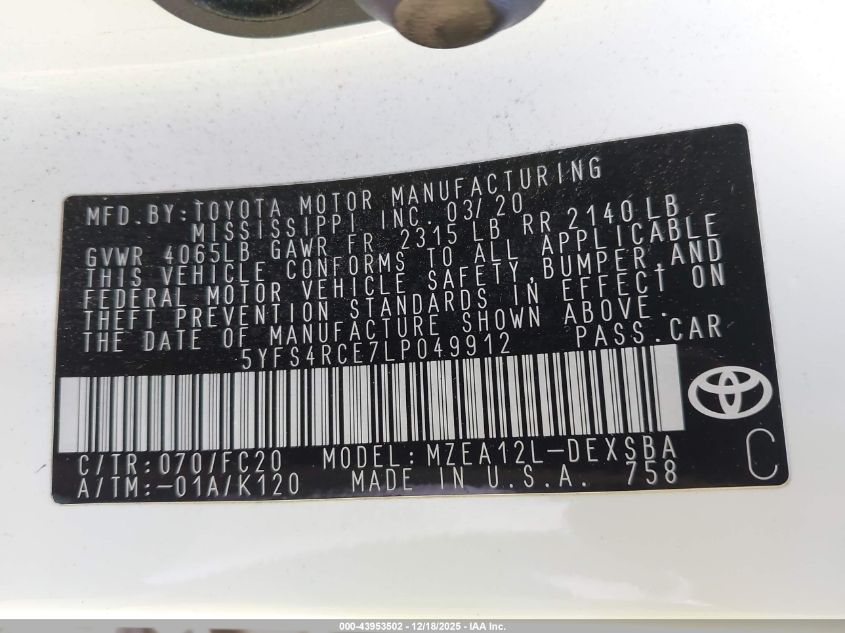 MFD. BY: TOYOTA MOTOR MANUFACTURING
MISSISSIPPI INC. 03/20
GVWR 4065LB GAWR FR 2315 LB RR 2140 LB
THIS VEHICLE CONFORMS TO ALL APPLICABLE
FEDERAL MOTOR VEHICLE SAFETY, BUMPER, AND
THEFT PREVENTION STANDARDS IN EFFECT ON
THE DATE OF MANUFACTURE SHOWN ABOVE.
5YFS4RCE7LP049912 PASS. CAR
C/TR: 070/FC20 MODEL: MZEA12L-DEXSBA C
A/TM: -01A/K120 MADE IN U.S.A. 758
000-43953502 - 12/18/2025 - IAA Inc.